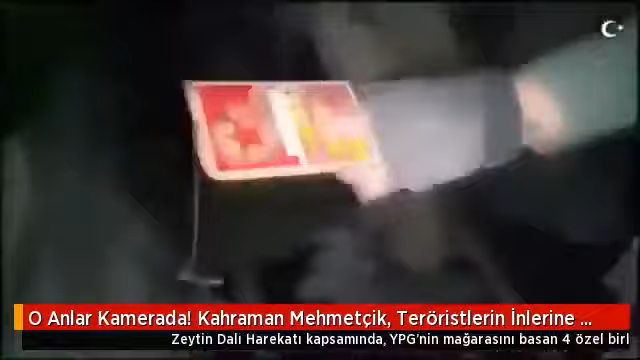 O Anlar Kamerada! Kahraman Mehmetçik, Teröristlerin İnlerine ...
Zeytin Dalı Harekatı kapsamında, YPG'nin mağarasını basan 4 özel birl